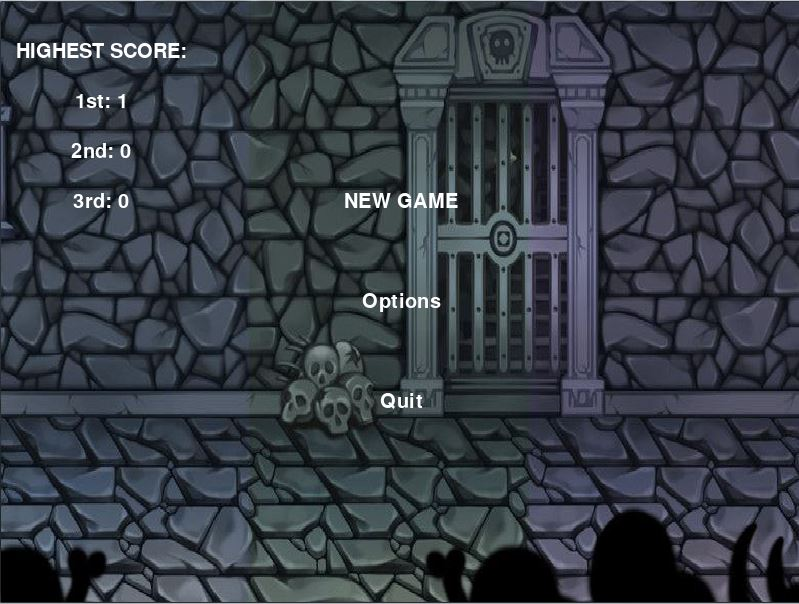 HIGHEST SCORE:
1st: 1
2nd: 0
3rd: 0
NEW GAME
Options
Quit